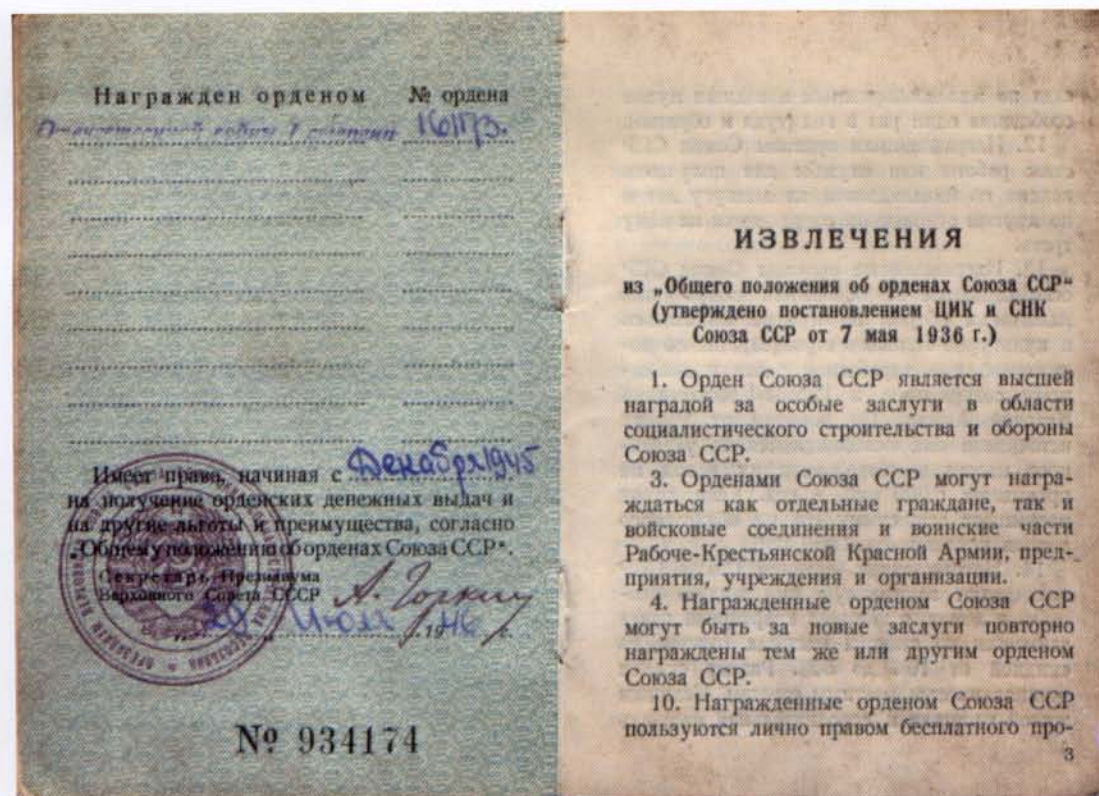 Награжден орденом № ордена
Отечественной войны I степени 161173.
Имеет право, начиная с Декабря 1945
на получение орденских денежных выдач и
на другие льготы и преимущества, согласно
„Общему положению об орденах Союза ССР“.
Секретарь Президиума
Верховного Совета СССР А. Горкин
29 Июля 1946 г.
№ 934174
ИЗВЛЕЧЕНИЯ
из „Общего положения об орденах Союза ССР“
(утверждено постановлением ЦИК и СНК
Союза ССР от 7 мая 1936 г.)
1. Орден Союза ССР является высшей
наградой за особые заслуги в области
социалистического строительства и обороны
Союза ССР.
3. Орденами Союза ССР могут награ-
ждаться как отдельные граждане, так и
войсковые соединения и воинские части
Рабоче-Крестьянской Красной Армии, пред-
приятия, учреждения и организации.
4. Награжденные орденом Союза ССР
могут быть за новые заслуги повторно
награждены тем же или другим орденом
Союза ССР.
10. Награжденные орденом Союза ССР
пользуются лично правом бесплатного про-
3